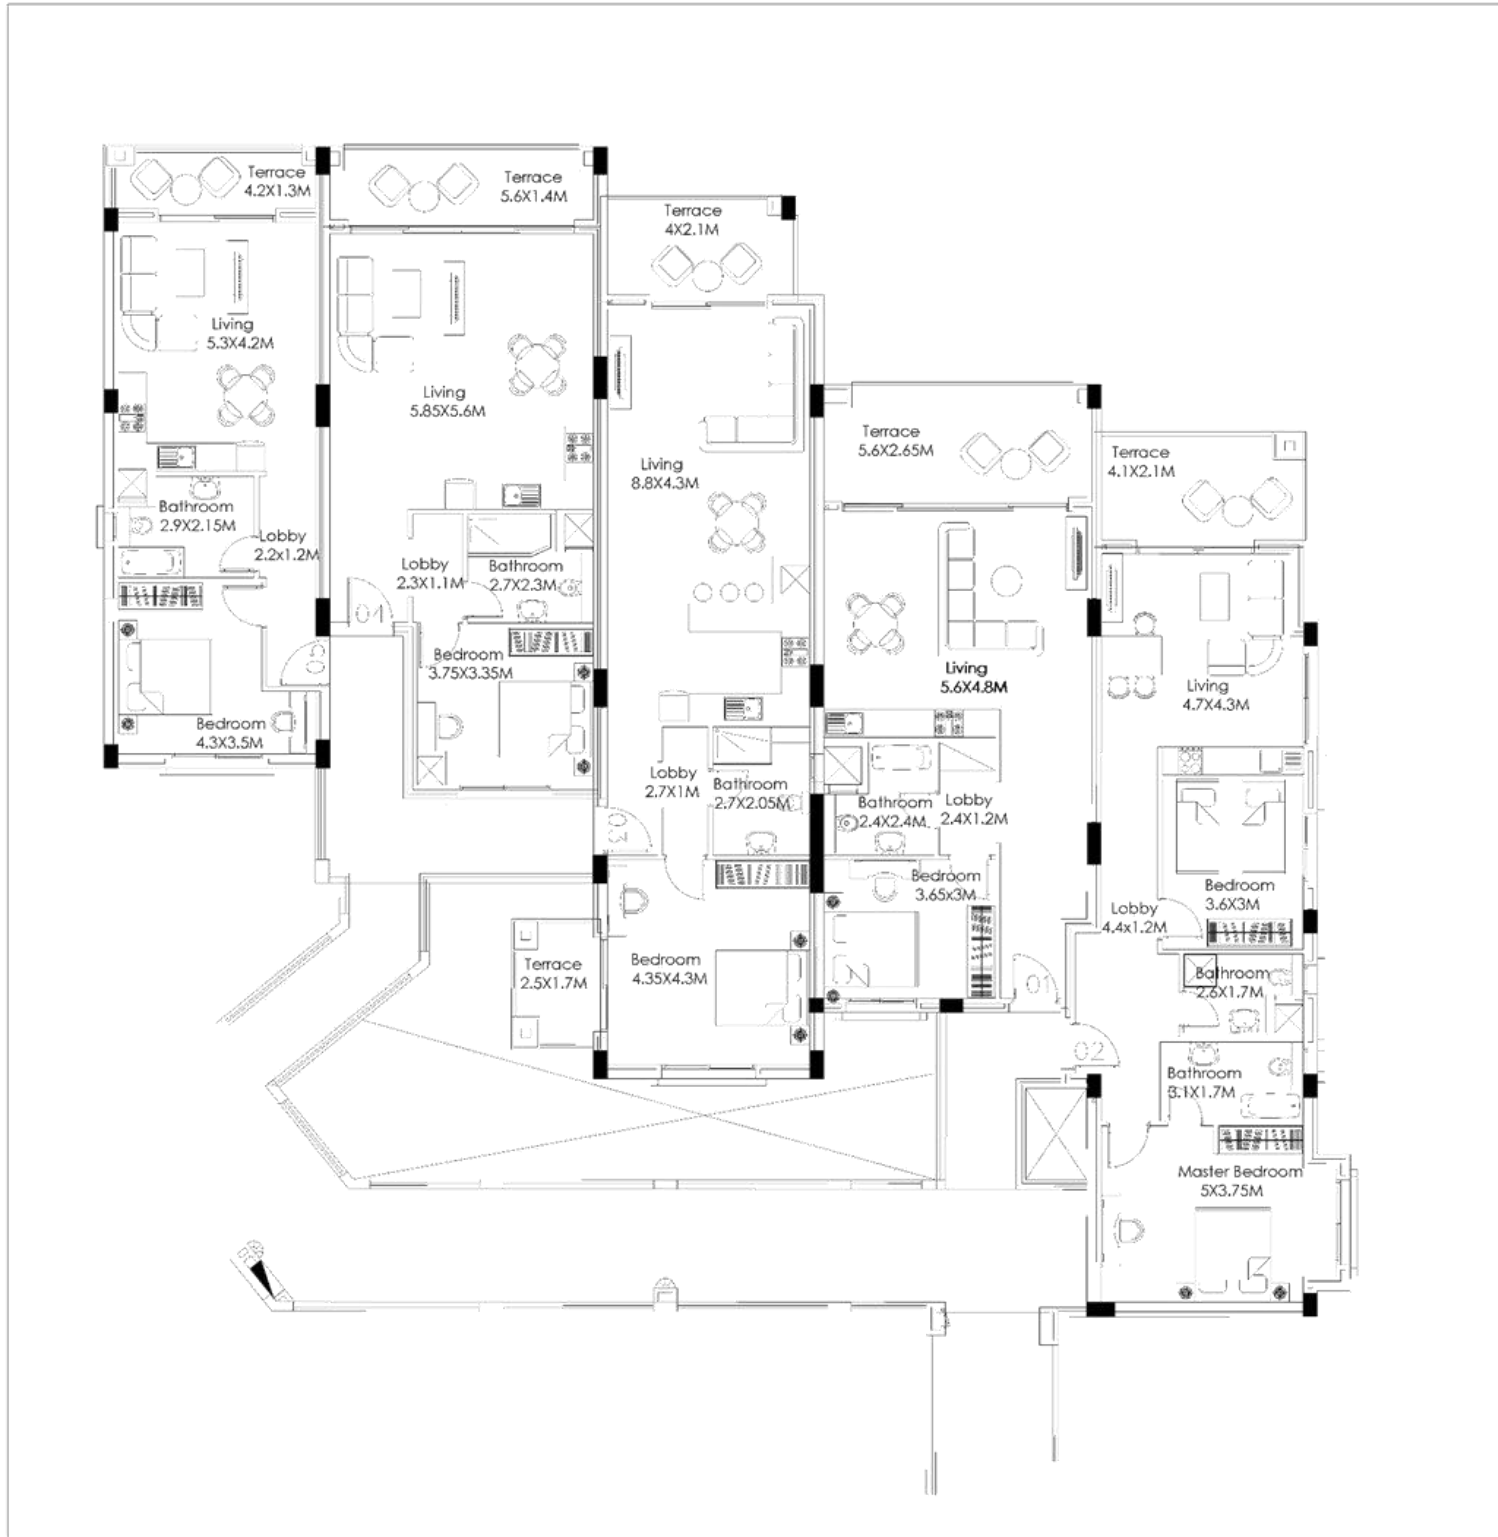 Terrace
4.2X1.3M
Living
5.3X4.2M
Bathroom
2.9X2.15M
Lobby
2.2x1.2M
Bedroom
4.3X3.5M
Terrace
5.6X1.4M
Living
5.85X5.6M
Lobby
2.3X1.1M
Bathroom
2.7X2.3M
04
Bedroom
3.75X3.35M
Terrace
4X2.1M
Living
8.8X4.3M
Lobby
2.7X1M
Bathroom
2.7X2.05M
03
Bedroom
4.35X4.3M
Terrace
2.5X1.7M
Terrace
5.6X2.65M
Living
5.6X4.8M
Bathroom
2.4X2.4M
Lobby
2.4X1.2M
Bedroom
3.65x3M
01
Terrace
4.1X2.1M
Living
4.7X4.3M
Bedroom
3.6X3M
Lobby
4.4x1.2M
Bathroom
2.6X1.7M
02
Bathroom
3.1X1.7M
Master Bedroom
5X3.75M